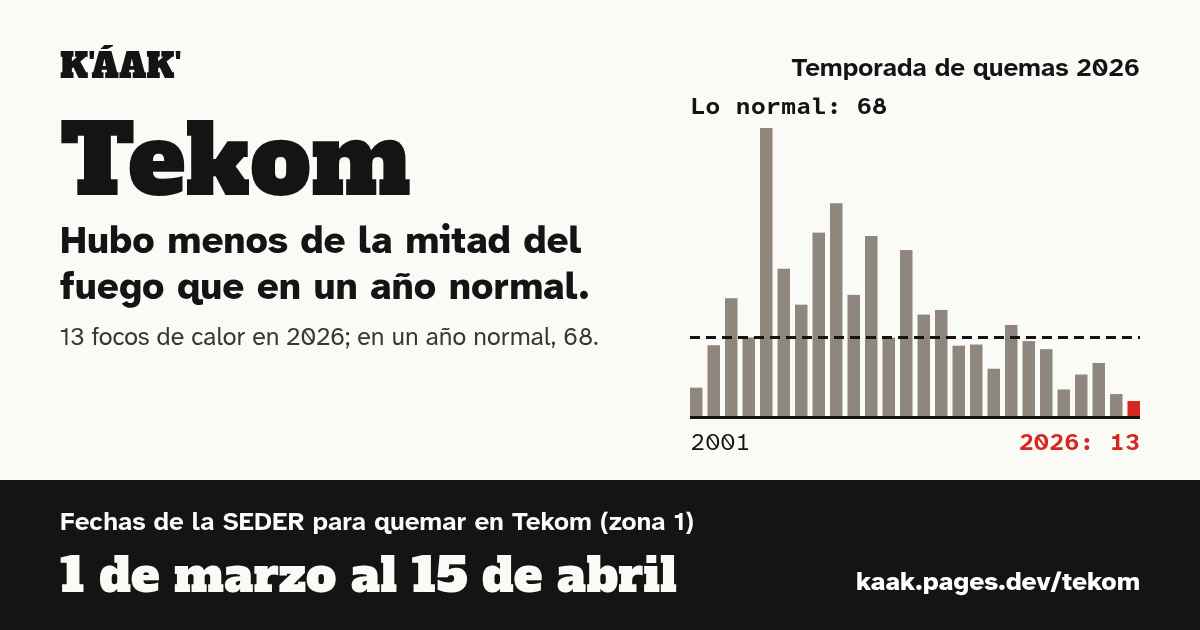 K'ÁAK'
Tekom
Hubo menos de la mitad del
fuego que en un año normal.
13 focos de calor en 2026; en un año normal, 68.
Temporada de quemas 2026
Lo normal: 68
2001
2026: 13
Fechas de la SEDER para quemar en Tekom (zona 1)
1 de marzo al 15 de abril
kaak.pages.dev/tekom